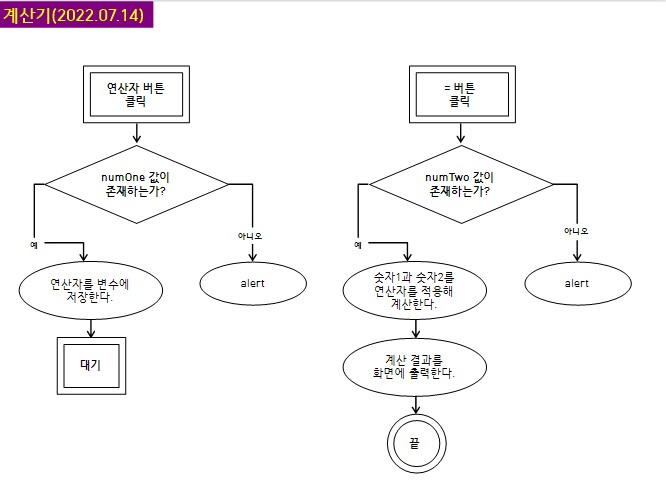 계산기(2022.07.14)
연산자 버튼
클릭
numOne 값이
존재하는가?
예
아니오
연산자를 변수에
저장한다.
alert
대기
= 버튼
클릭
numTwo 값이
존재하는가?
예
아니오
숫자1과 숫자2를
연산자를 적용해
계산한다.
alert
계산 결과를
화면에 출력한다.
끝